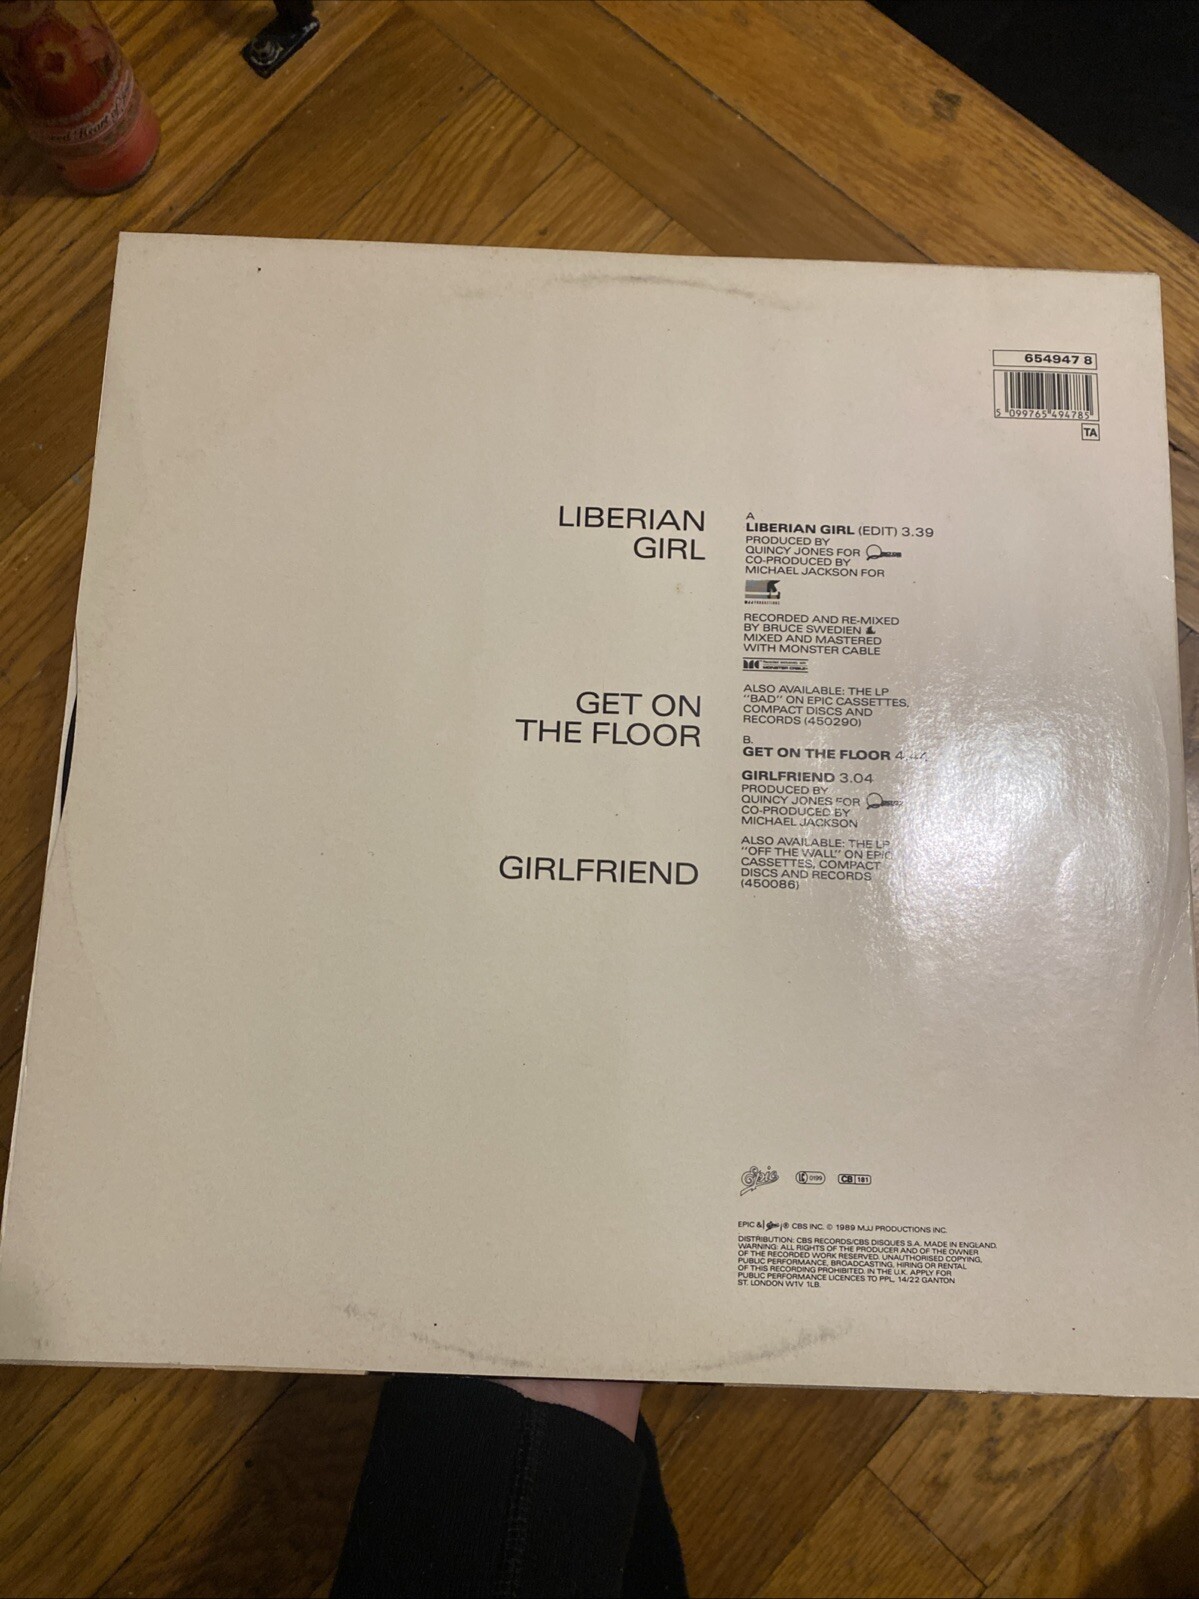 654947 8
5 099765 494785
TA
LIBERIAN
GIRL
A
LIBERIAN GIRL (EDIT) 3.39
PRODUCED BY
QUINCY JONES FOR
CO-PRODUCED BY
MICHAEL JACKSON FOR
RECORDED AND RE-MIXED
BY BRUCE SWEDIEN
MIXED AND MASTERED
WITH MONSTER CABLE
MONSTER CABLE
ALSO AVAILABLE: THE LP
"BAD" ON EPIC CASSETTES,
COMPACT DISCS AND
RECORDS (450290)
GET ON
THE FLOOR
B.
GET ON THE FLOOR 4.44
GIRLFRIEND 3.04
PRODUCED BY
QUINCY JONES FOR
CO-PRODUCED BY
MICHAEL JACKSON
GIRLFRIEND
ALSO AVAILABLE: THE LP
"OFF THE WALL" ON EPIC
CASSETTES, COMPACT
DISCS AND RECORDS
(450086)
Epic
0199
CB 181
EPIC & Epic ® CBS INC. © 1989 MJJ PRODUCTIONS INC.
DISTRIBUTION: CBS RECORDS/CBS DISQUES S.A. MADE IN ENGLAND.
WARNING: ALL RIGHTS OF THE PRODUCER AND OF THE OWNER
OF THE RECORDED WORK RESERVED. UNAUTHORISED COPYING,
PUBLIC PERFORMANCE, BROADCASTING, HIRING OR RENTAL
OF THIS RECORDING PROHIBITED. IN THE U.K. APPLY FOR
PUBLIC PERFORMANCE LICENCES TO PPL, 14/22 GANTON
ST. LONDON W1V 1LB.